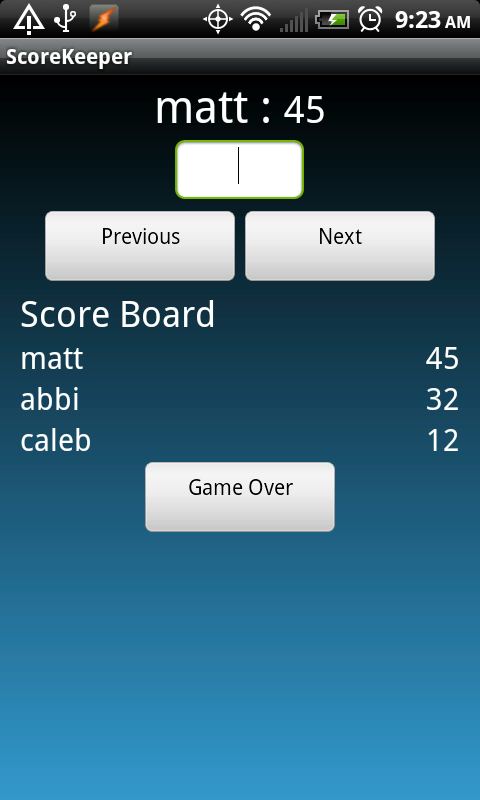 9:23 AM
ScoreKeeper
matt : 45
Previous Next
Score Board
matt 45
abbi 32
caleb 12
Game Over